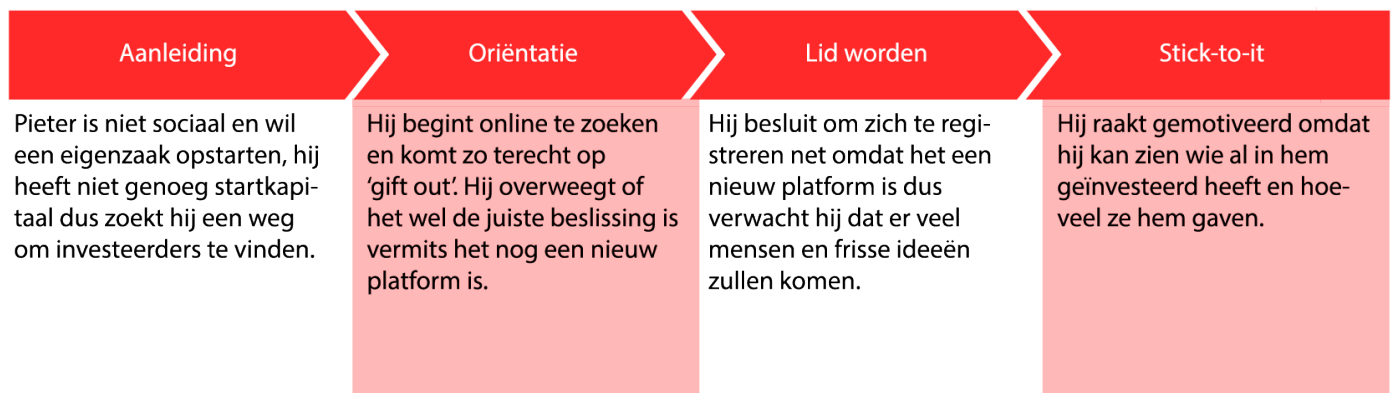 Aanleiding
Oriëntatie
Lid worden
Stick-to-it
Pieter is niet sociaal en wil
een eigenzaak opstarten, hij
heeft niet genoeg startkapi-
taal dus zoekt hij een weg
om investeerders te vinden.
Hij begint online te zoeken
en komt zo terecht op
‘gift out’. Hij overweegt of
het wel de juiste beslissing is
vermits het nog een nieuw
platform is.
Hij besluit om zich te regi-
streren net omdat het een
nieuw platform is dus
verwacht hij dat er veel
mensen en frisse ideeën
zullen komen.
Hij raakt gemotiveerd omdat
hij kan zien wie al in hem
geïnvesteerd heeft en hoe-
veel ze hem gaven.